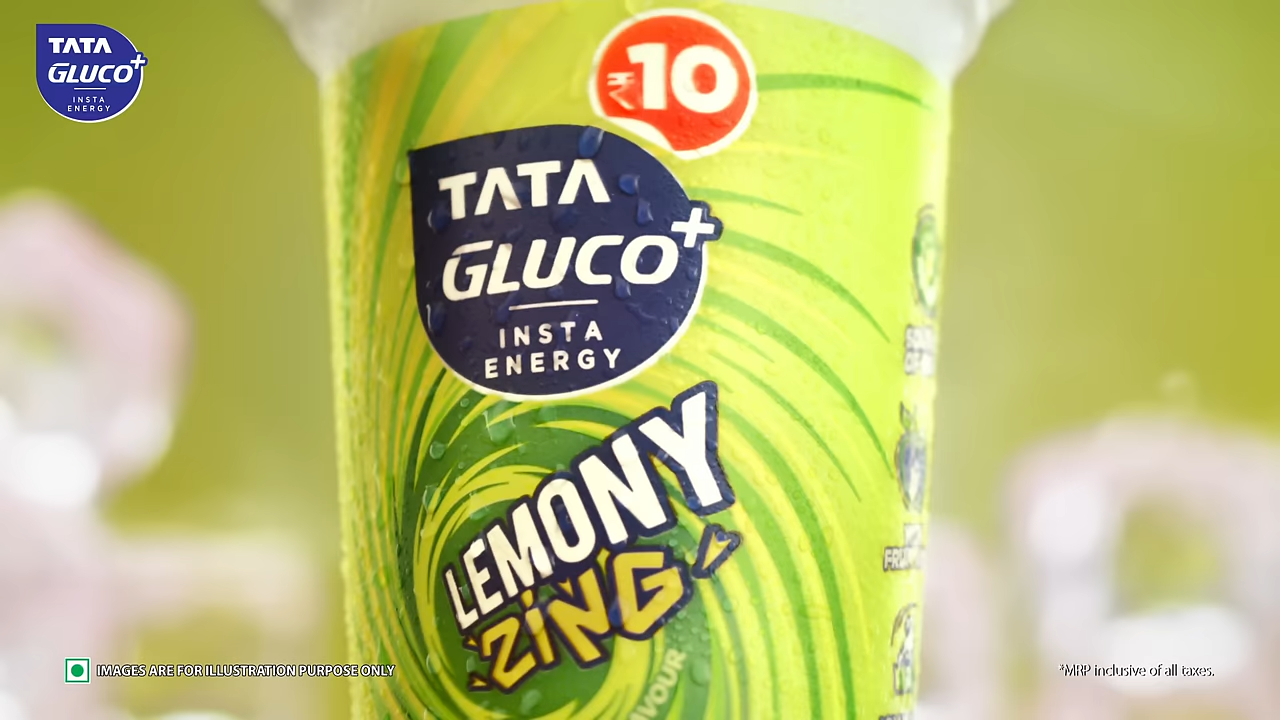 TATA
GLUCO+
INSTA
ENERGY
₹10
TATA
GLUCO+
INSTA
ENERGY
LEMONY
ZING
IMAGES ARE FOR ILLUSTRATION PURPOSE ONLY
*MRP inclusive of all taxes.